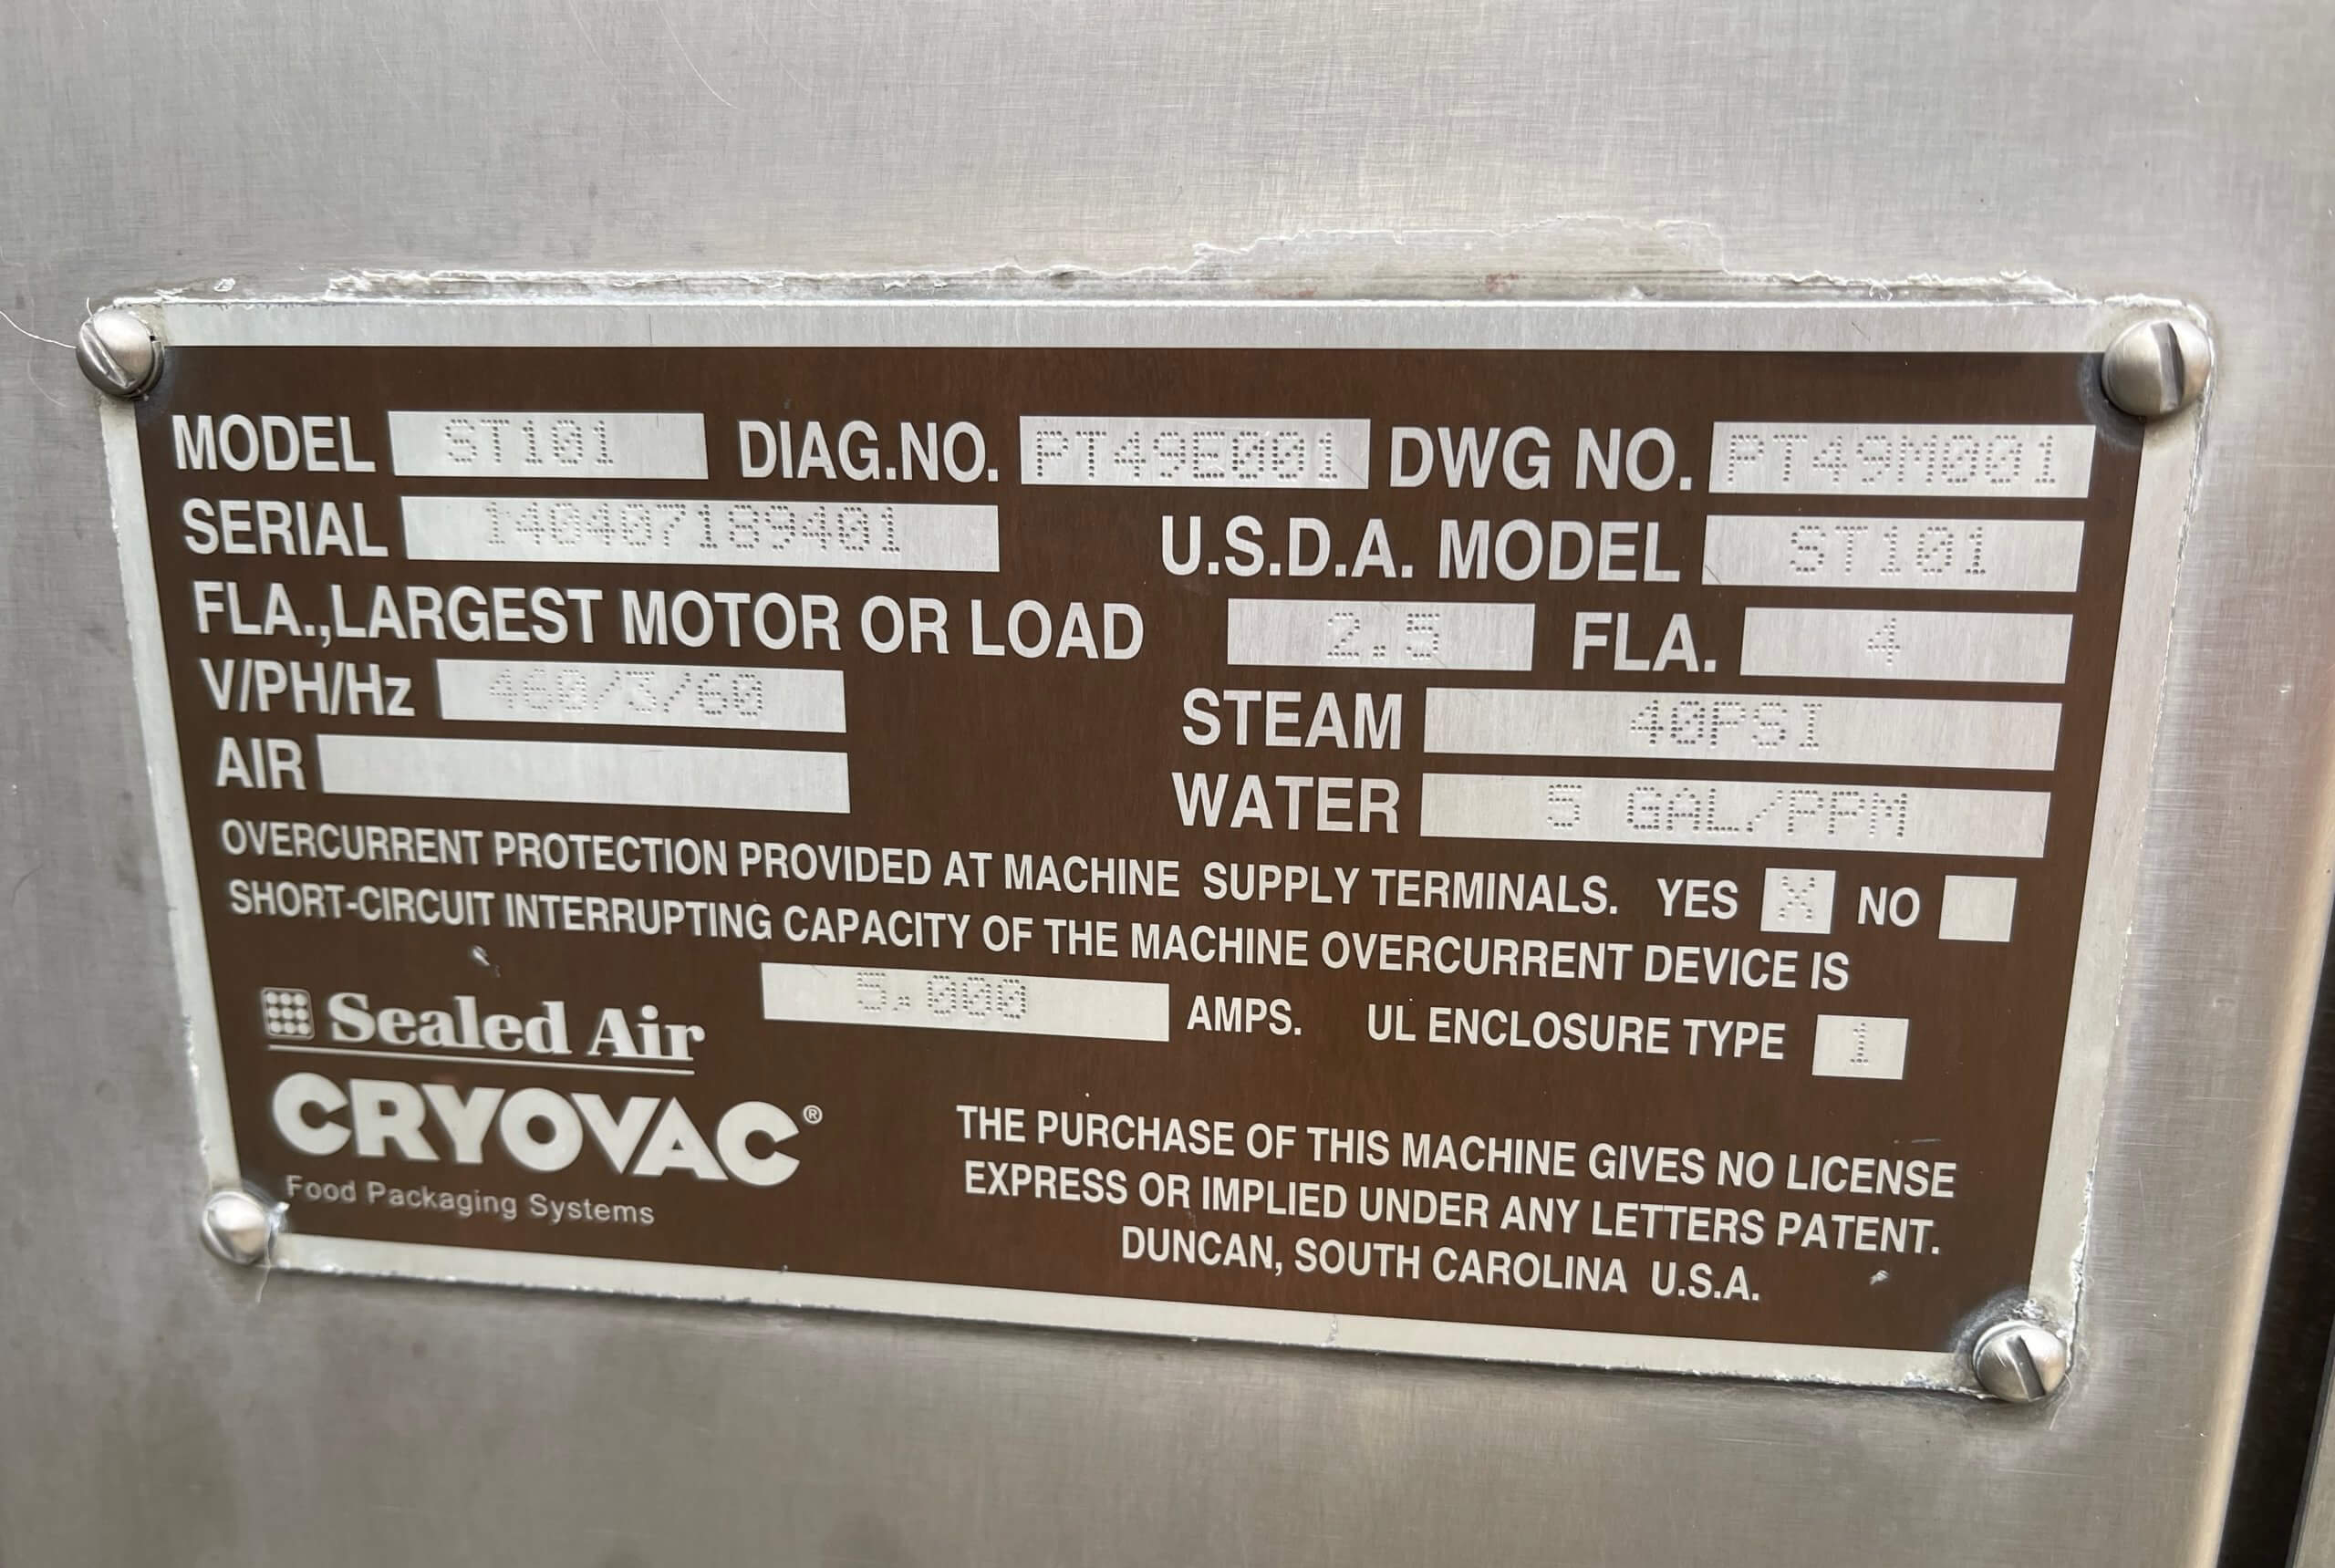 MODEL ST101 DIAG.NO. PT49E001 DWG NO. PT49M001
SERIAL 140407189401 U.S.D.A. MODEL ST101
FLA.,LARGEST MOTOR OR LOAD 2.5 FLA. 4
V/PH/Hz 460/3/60 STEAM 40PSI
AIR WATER 5 GAL/PPM
OVERCURRENT PROTECTION PROVIDED AT MACHINE SUPPLY TERMINALS. YES X NO
SHORT-CIRCUIT INTERRUPTING CAPACITY OF THE MACHINE OVERCURRENT DEVICE IS
5,000 AMPS. UL ENCLOSURE TYPE 1
Sealed Air
CRYOVAC®
Food Packaging Systems
THE PURCHASE OF THIS MACHINE GIVES NO LICENSE
EXPRESS OR IMPLIED UNDER ANY LETTERS PATENT.
DUNCAN, SOUTH CAROLINA U.S.A.